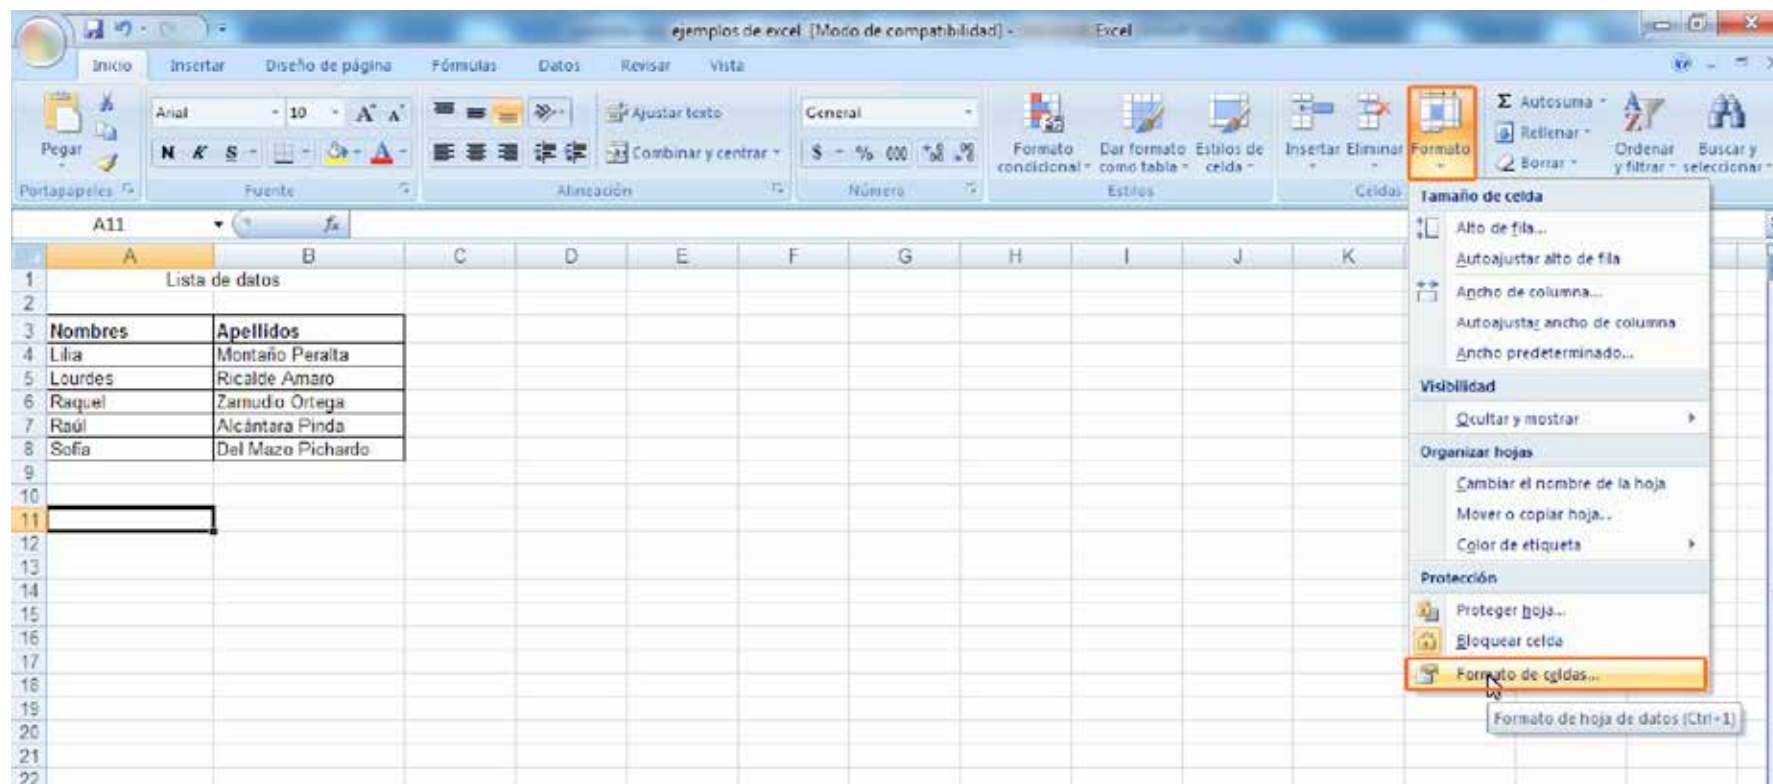 ejemplos de excel [Modo de compatibilidad] - Excel
Inicio Insertar Diseño de página Fórmulas Datos Revisar Vista
Arial 10 A A Ajustar texto General Σ Autosuma
Pegar N K S A Combinar y centrar $ % 000 Formato condicional Dar formato como tabla Estilos de celda Insertar Eliminar Formato Rellenar Borrar Ordenar y filtrar Buscar y seleccionar
Portapapeles Fuente Alineación Número Estilos Celdas
A11 fx
A B C D E F G H I J K
1 Lista de datos
2
3 Nombres Apellidos
4 Lilia Montaño Peralta
5 Lourdes Ricalde Amaro
6 Raquel Zamudio Ortega
7 Raúl Alcántara Pinda
8 Sofia Del Mazo Pichardo
9
10
11
12
13
14
15
16
17
18
19
20
21
22
Tamaño de celda
Alto de fila...
Autoajustar alto de fila
Ancho de columna...
Autoajustar ancho de columna
Ancho predeterminado...
Visibilidad
Ocultar y mostrar
Organizar hojas
Cambiar el nombre de la hoja
Mover o copiar hoja...
Color de etiqueta
Protección
Proteger hoja...
Bloquear celda
Formato de celdas...
Formato de hoja de datos (Ctrl+1)